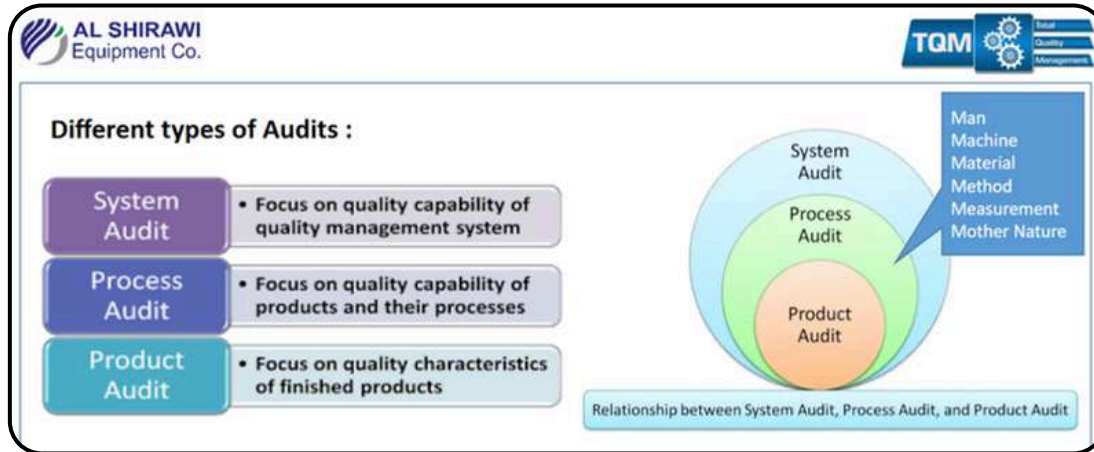 AL SHIRAWI
Equipment Co.
TQM
Total
Quality
Management
Different types of Audits :
System
Audit
• Focus on quality capability of
quality management system
Process
Audit
• Focus on quality capability of
products and their processes
Product
Audit
• Focus on quality characteristics
of finished products
System
Audit
Process
Audit
Product
Audit
Man
Machine
Material
Method
Measurement
Mother Nature
Relationship between System Audit, Process Audit, and Product Audit